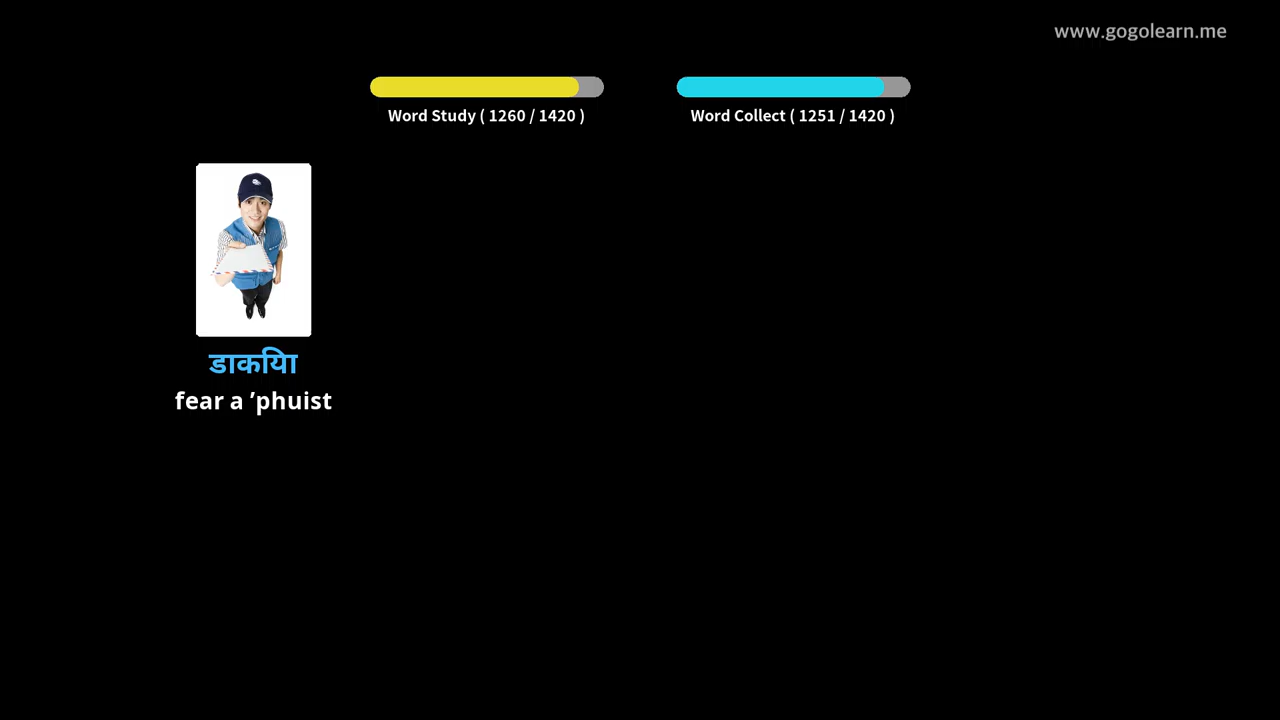 www.gogolearn.me
Word Study ( 1260 / 1420 )
Word Collect ( 1251 / 1420 )
डाकिया
fear a ’phuist